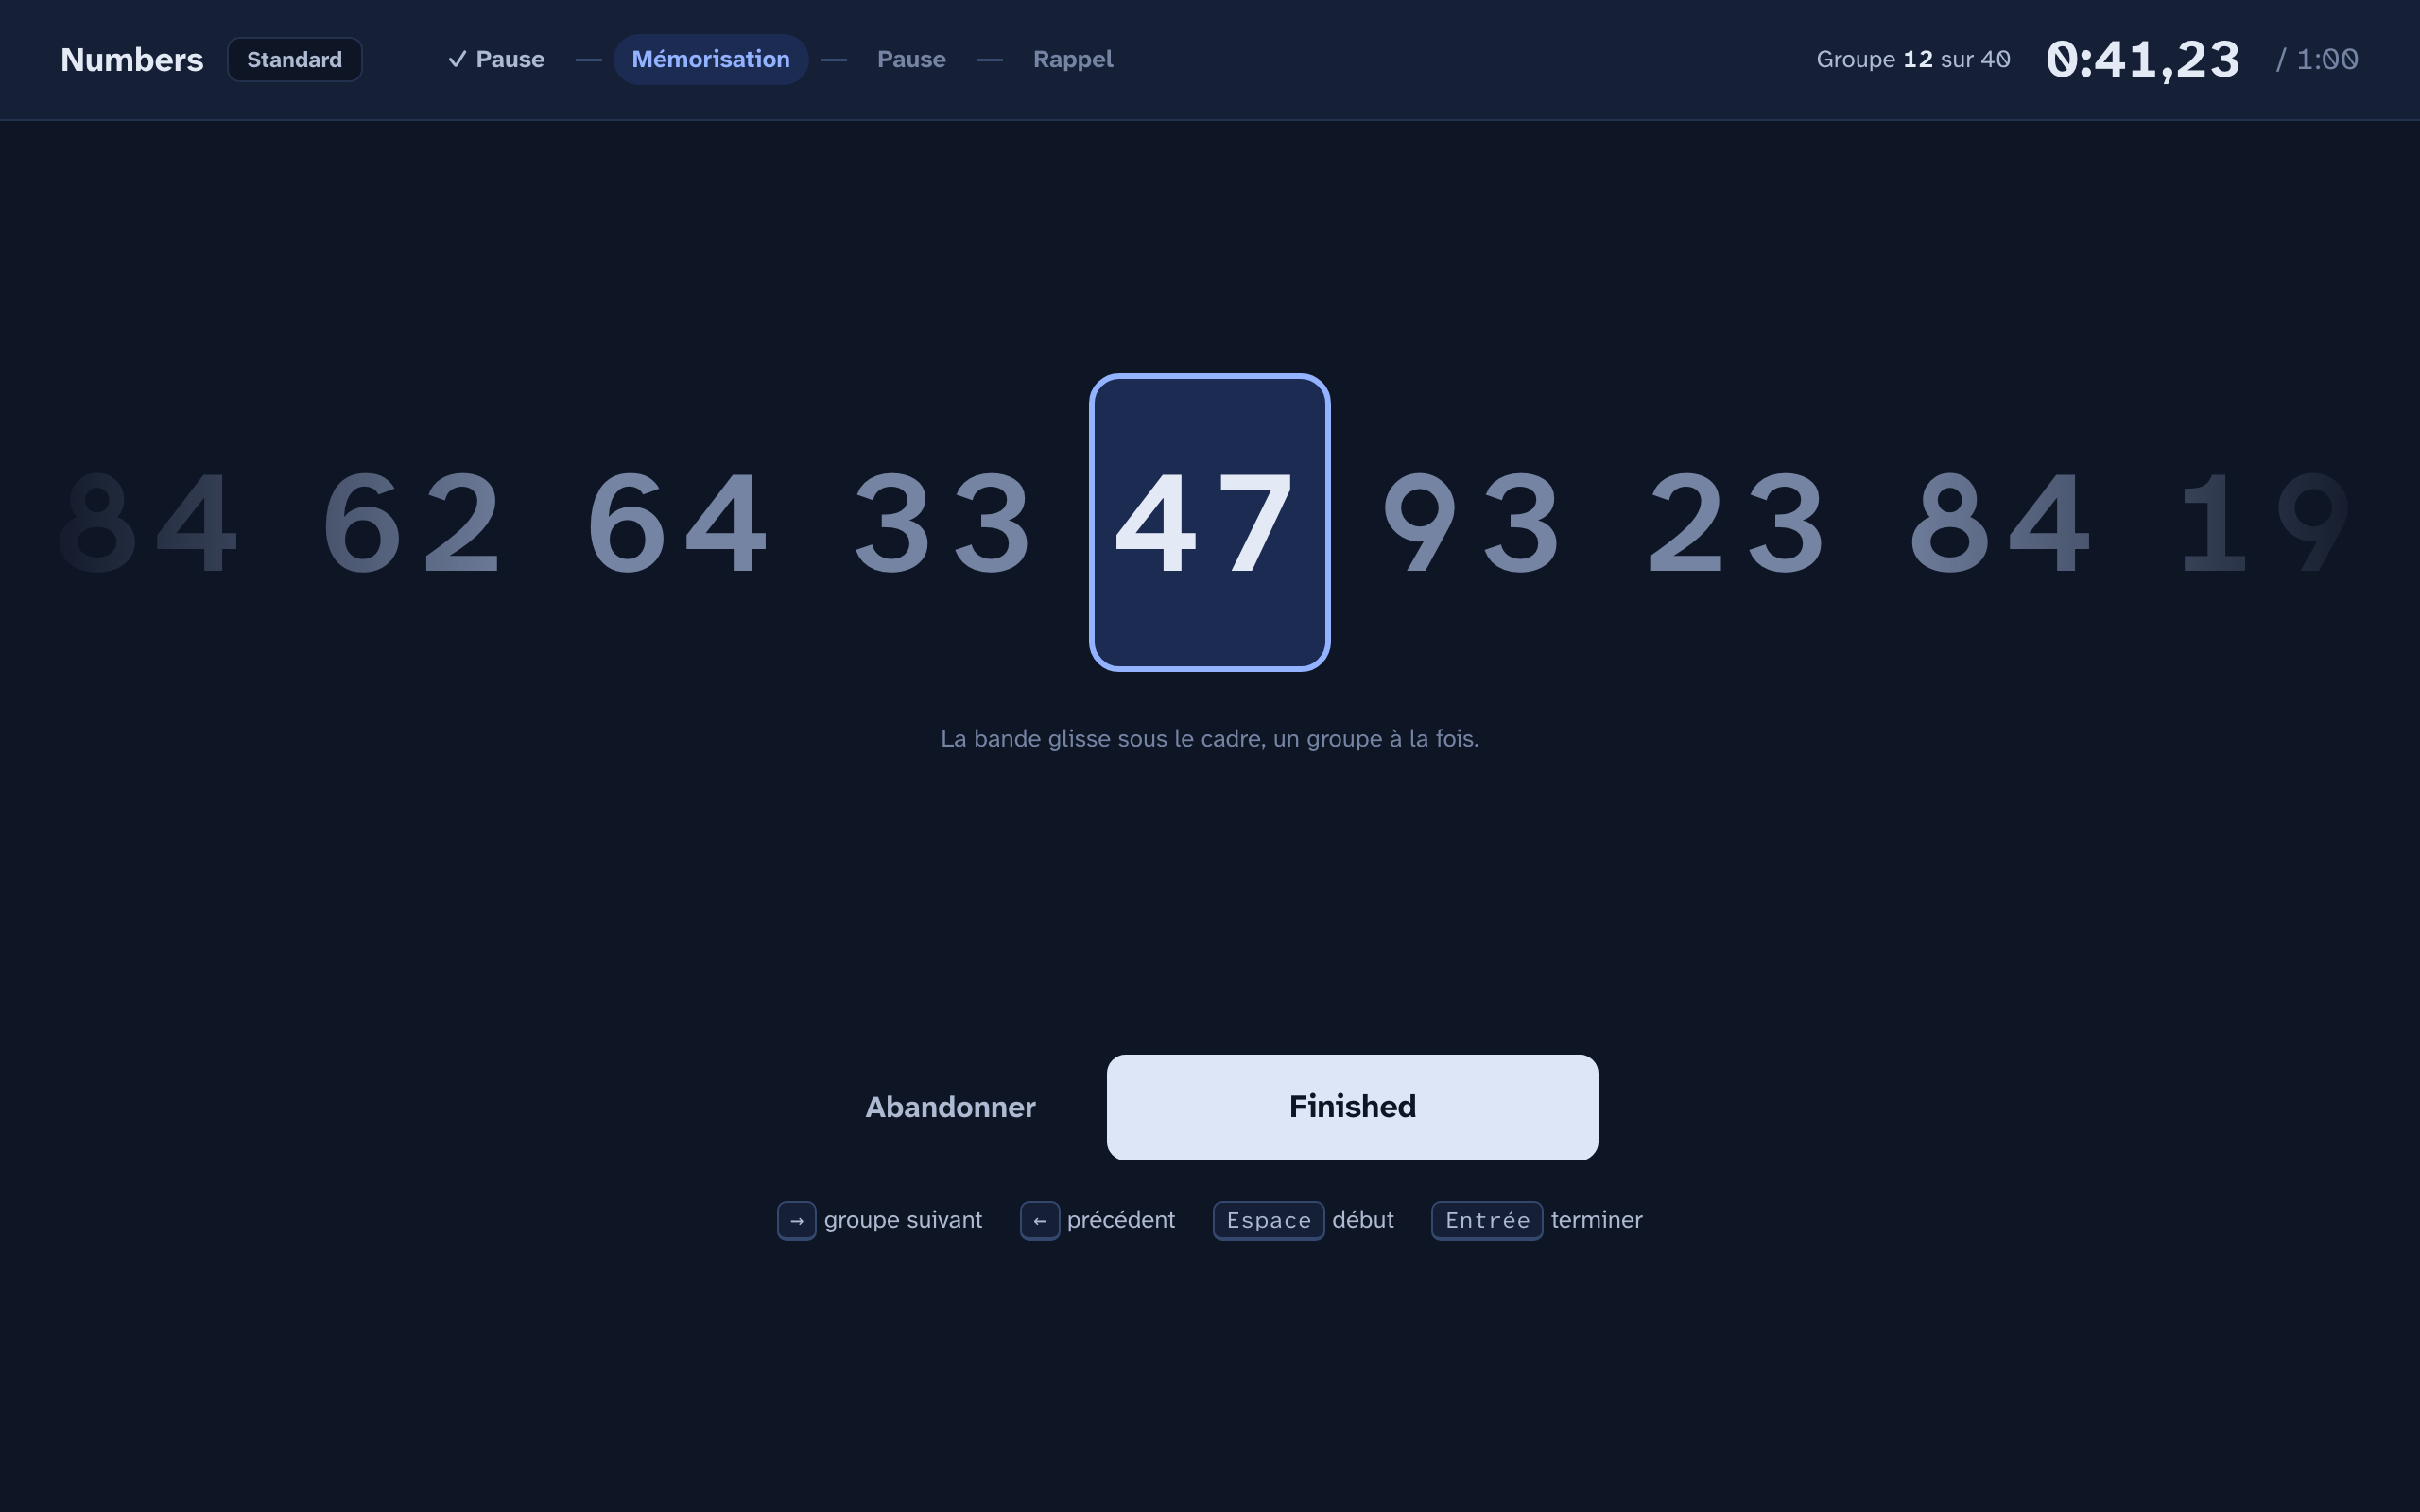 Numbers Standard ✓ Pause — Mémorisation — Pause — Rappel Groupe 12 sur 40 0:41,23 / 1:00
84 62 64 33 47 93 23 84 19
La bande glisse sous le cadre, un groupe à la fois.
Abandonner Finished
→ groupe suivant ← précédent Espace début Entrée terminer